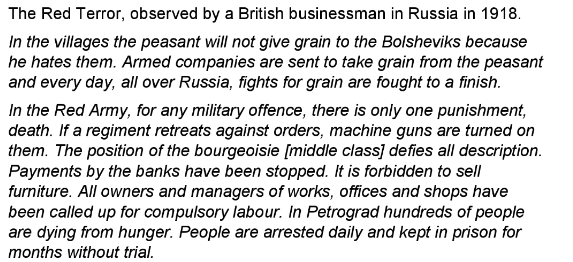 The Red Terror, observed by a British businessman in Russia in 1918.
In the villages the peasant will not give grain to the Bolsheviks because
he hates them. Armed companies are sent to take grain from the peasant
and every day, all over Russia, fights for grain are fought to a finish.
In the Red Army, for any military offence, there is only one punishment,
death. If a regiment retreats against orders, machine guns are turned on
them. The position of the bourgeoisie [middle class] defies all description.
Payments by the banks have been stopped. It is forbidden to sell
furniture. All owners and managers of works, offices and shops have
been called up for compulsory labour. In Petrograd hundreds of people
are dying from hunger. People are arrested daily and kept in prison for
months without trial.